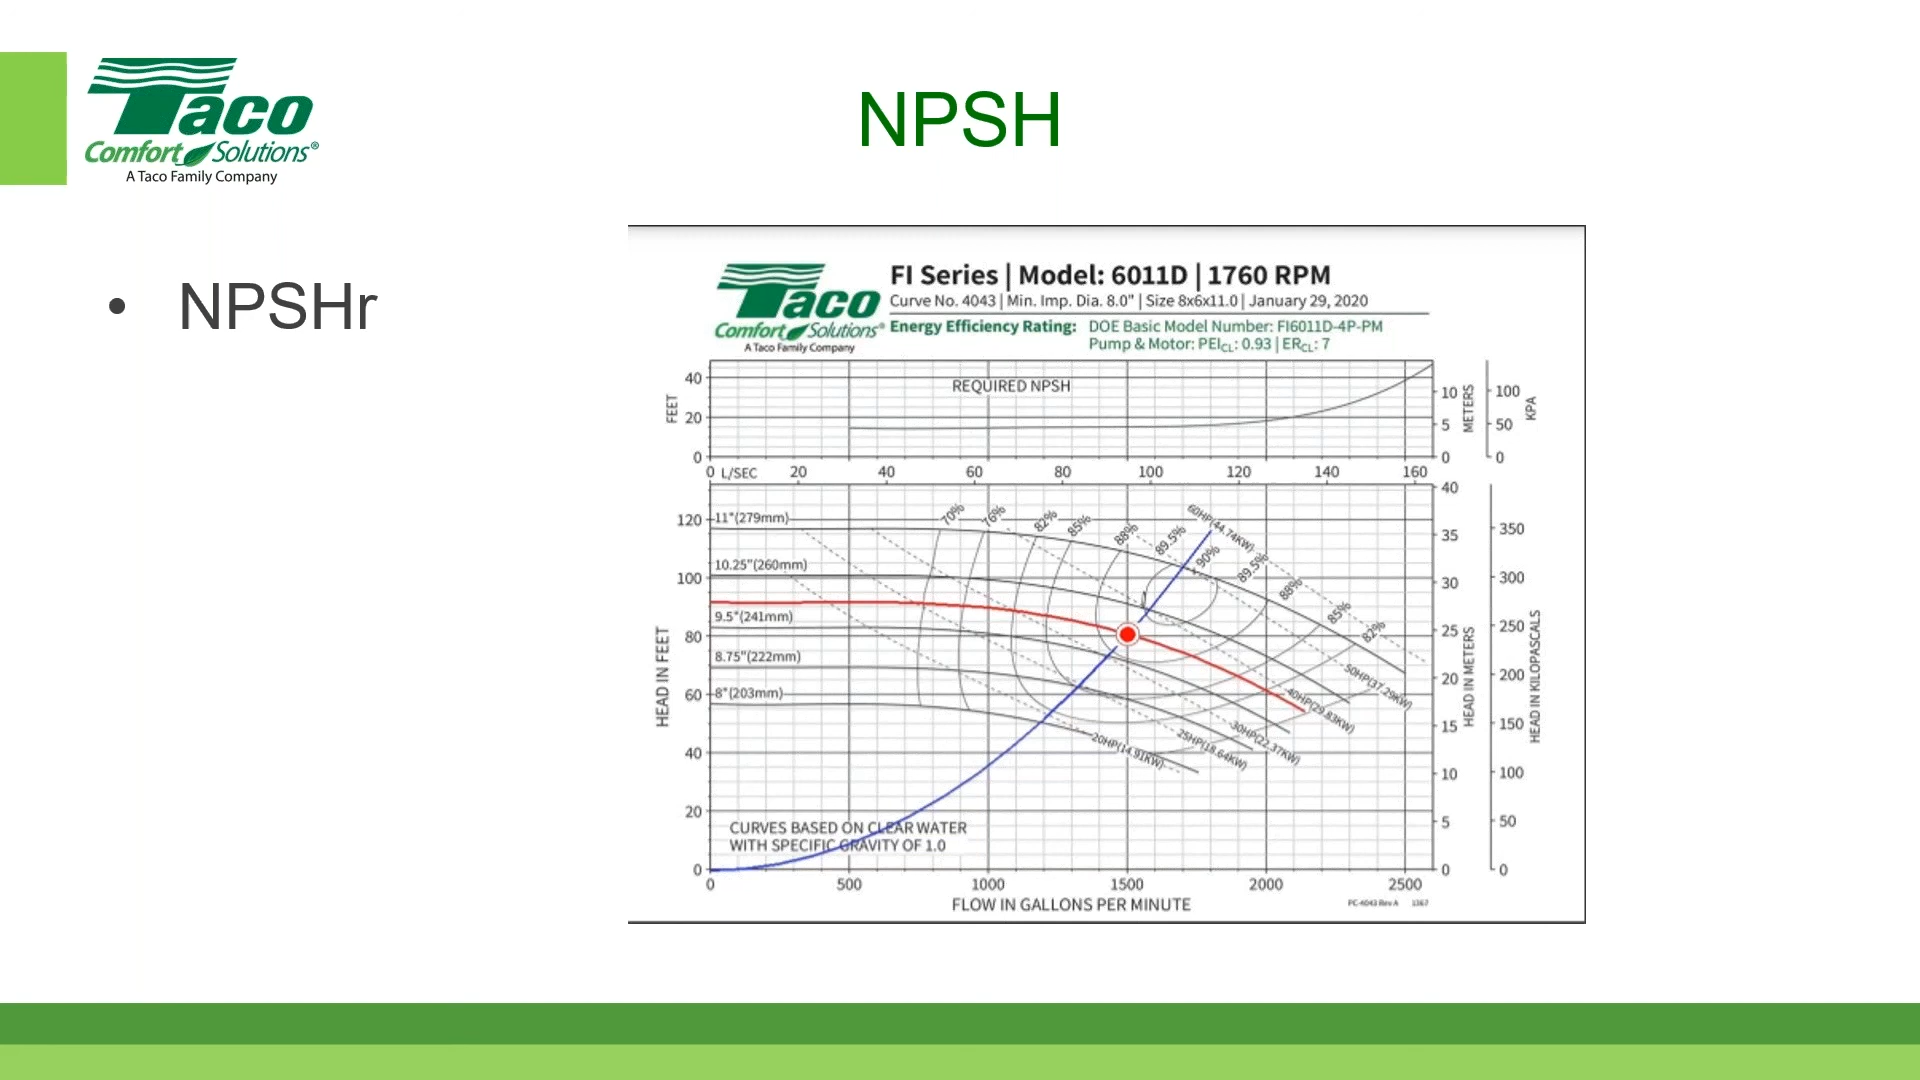 Taco
Comfort Solutions®
A Taco Family Company
NPSH
• NPSHr
Taco
Comfort Solutions®
A Taco Family Company
FI Series | Model: 6011D | 1760 RPM
Curve No. 4043 | Min. Imp. Dia. 8.0" | Size 8x6x11.0 | January 29, 2020
Energy Efficiency Rating: DOE Basic Model Number: FI6011D-4P-PM
Pump & Motor: PEICL: 0.93 | ERCL: 7
REQUIRED NPSH
FEET
40
20
0
10
5
0
METERS
100
50
0
KPA
0 L/SEC 20 40 60 80 100 120 140 160
HEAD IN FEET
120
100
80
60
40
20
0
11"(279mm)
10.25"(260mm)
9.5"(241mm)
8.75"(222mm)
8"(203mm)
70%
76%
82%
85%
88%
89.5%
90%
89.5%
88%
85%
82%
60HP(44.74KW)
50HP(37.29KW)
40HP(29.83KW)
30HP(22.37KW)
25HP(18.64KW)
20HP(14.91KW)
40
35
30
25
20
15
10
5
0
HEAD IN METERS
350
300
250
200
150
100
50
0
HEAD IN KILOPASCALS
CURVES BASED ON CLEAR WATER
WITH SPECIFIC GRAVITY OF 1.0
0 500 1000 1500 2000 2500
FLOW IN GALLONS PER MINUTE
PC-4043 Rev A 1367